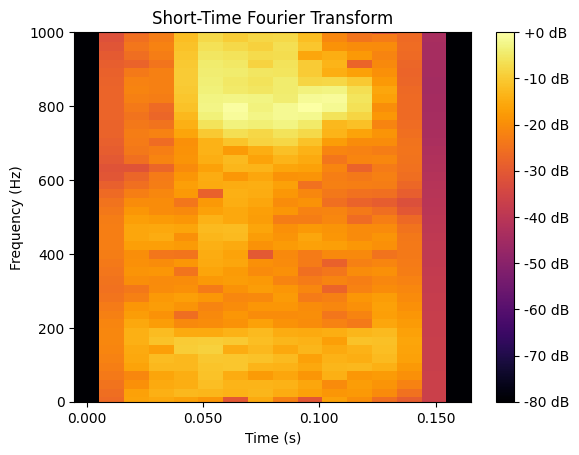 Short-Time Fourier Transform
1000
800
600
400
200
0
Frequency (Hz)
0.000
0.050
0.100
0.150
Time (s)
+0 dB
-10 dB
-20 dB
-30 dB
-40 dB
-50 dB
-60 dB
-70 dB
-80 dB